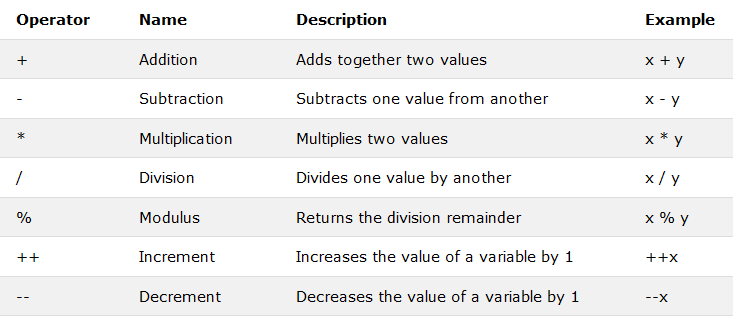 Operator Name Description Example
+ Addition Adds together two values x + y
- Subtraction Subtracts one value from another x - y
* Multiplication Multiplies two values x * y
/ Division Divides one value by another x / y
% Modulus Returns the division remainder x % y
++ Increment Increases the value of a variable by 1 ++x
-- Decrement Decreases the value of a variable by 1 --x